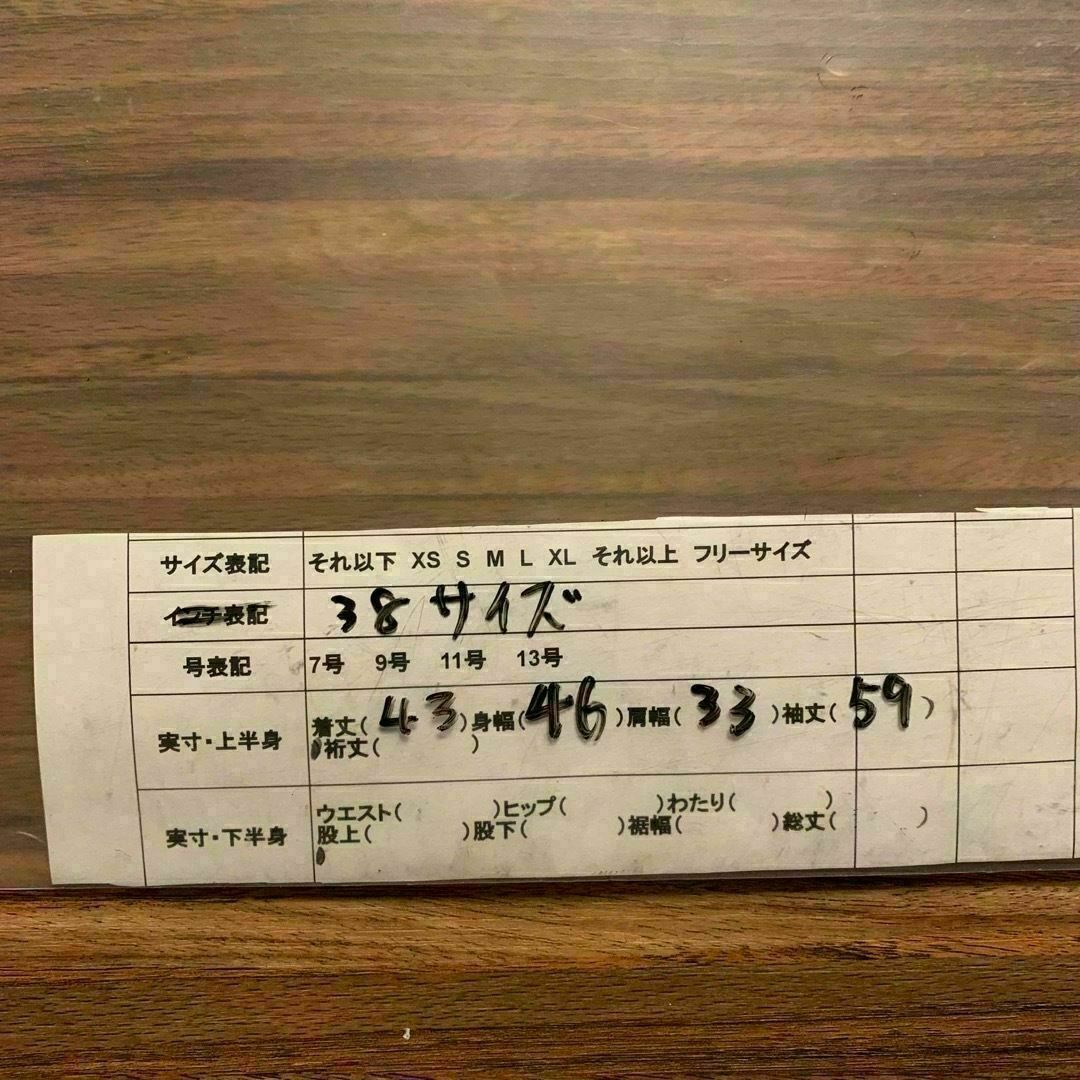 サイズ表記 それ以下 XS S M L XL それ以上 フリーサイズ
インチ表記 38 サイズ
号表記 7号 9号 11号 13号
実寸・上半身 着丈( 43 )身幅( 46 )肩幅( 33 )袖丈( 59 )
裄丈( )
実寸・下半身 ウエスト( )ヒップ( )わたり( )
股上( )股下( )裾幅( )総丈( )